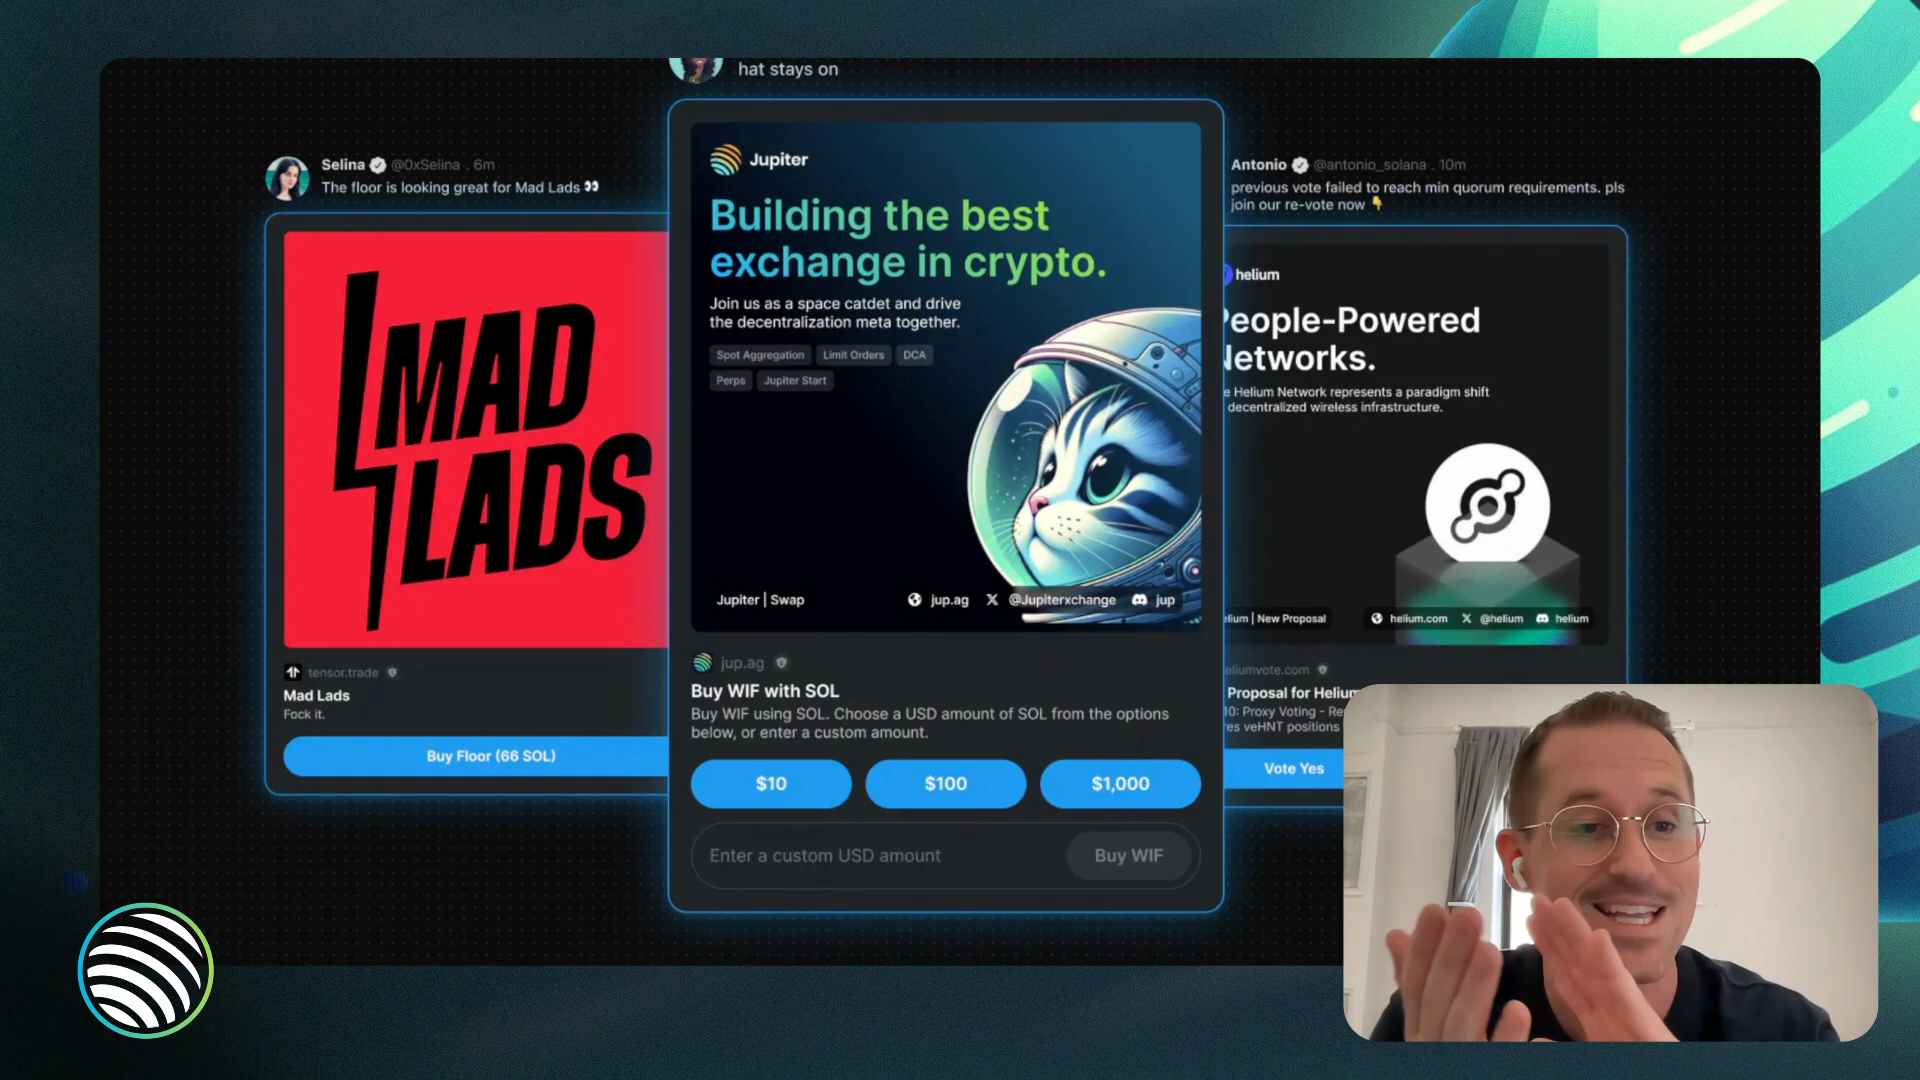 hat stays on
Selina @0xSelina . 6m
The floor is looking great for Mad Lads 👀
MAD
LADS
tensor.trade
Mad Lads
Fock it.
Buy Floor (66 SOL)
Jupiter
Building the best
exchange in crypto.
Join us as a space catdet and drive
the decentralization meta together.
Spot Aggregation Limit Orders DCA
Perps Jupiter Start
Jupiter | Swap jup.ag @Jupiterxchange jup
jup.ag
Buy WIF with SOL
Buy WIF using SOL. Choose a USD amount of SOL from the options
below, or enter a custom amount.
$10 $100 $1,000
Enter a custom USD amount Buy WIF
Antonio @antonio_solana . 10m
previous vote failed to reach min quorum requirements. pls
join our re-vote now 👇
helium
People-Powered
Networks.
e Helium Network represents a paradigm shift
decentralized wireless infrastructure.
elium | New Proposal helium.com @helium helium
eliumvote.com
Proposal for Helium
10: Proxy Voting - Re
es veHNT positions
Vote Yes